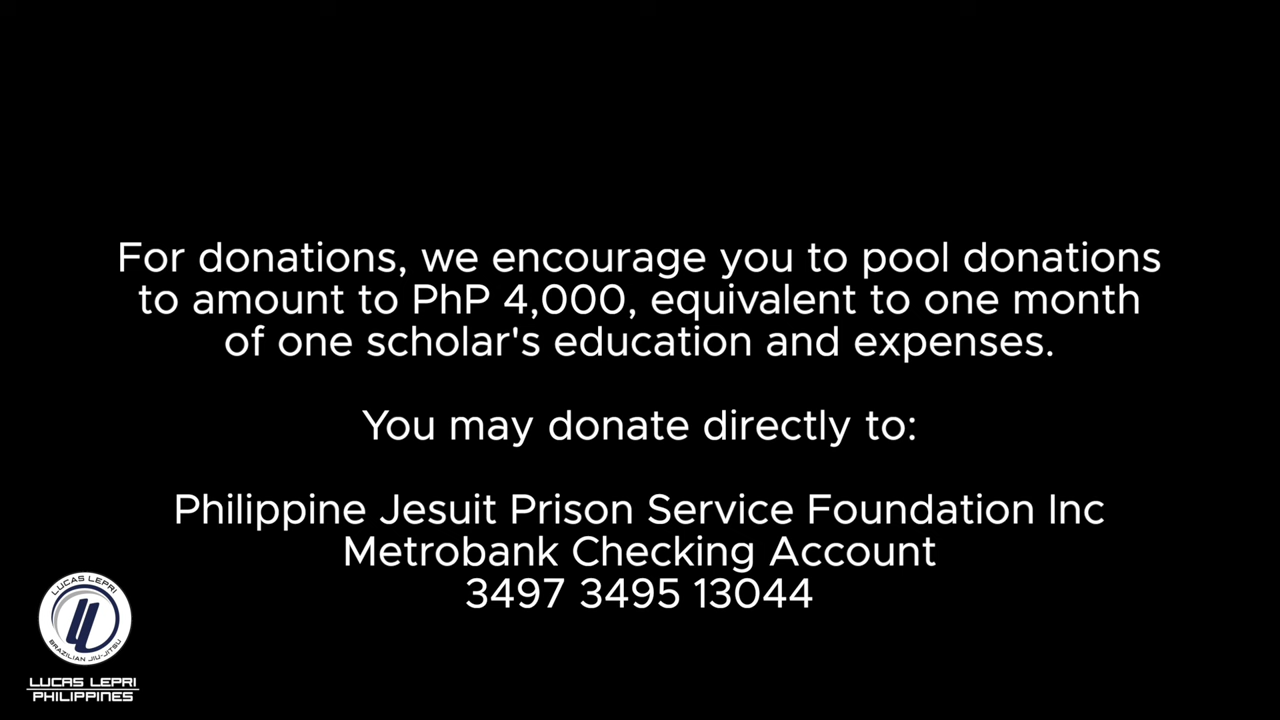 For donations, we encourage you to pool donations
to amount to PhP 4,000, equivalent to one month
of one scholar's education and expenses.
You may donate directly to:
Philippine Jesuit Prison Service Foundation Inc
Metrobank Checking Account
3497 3495 13044
LUCAS LEPRI
BRAZILIAN JIU-JITSU
LUCAS LEPRI
PHILIPPINES